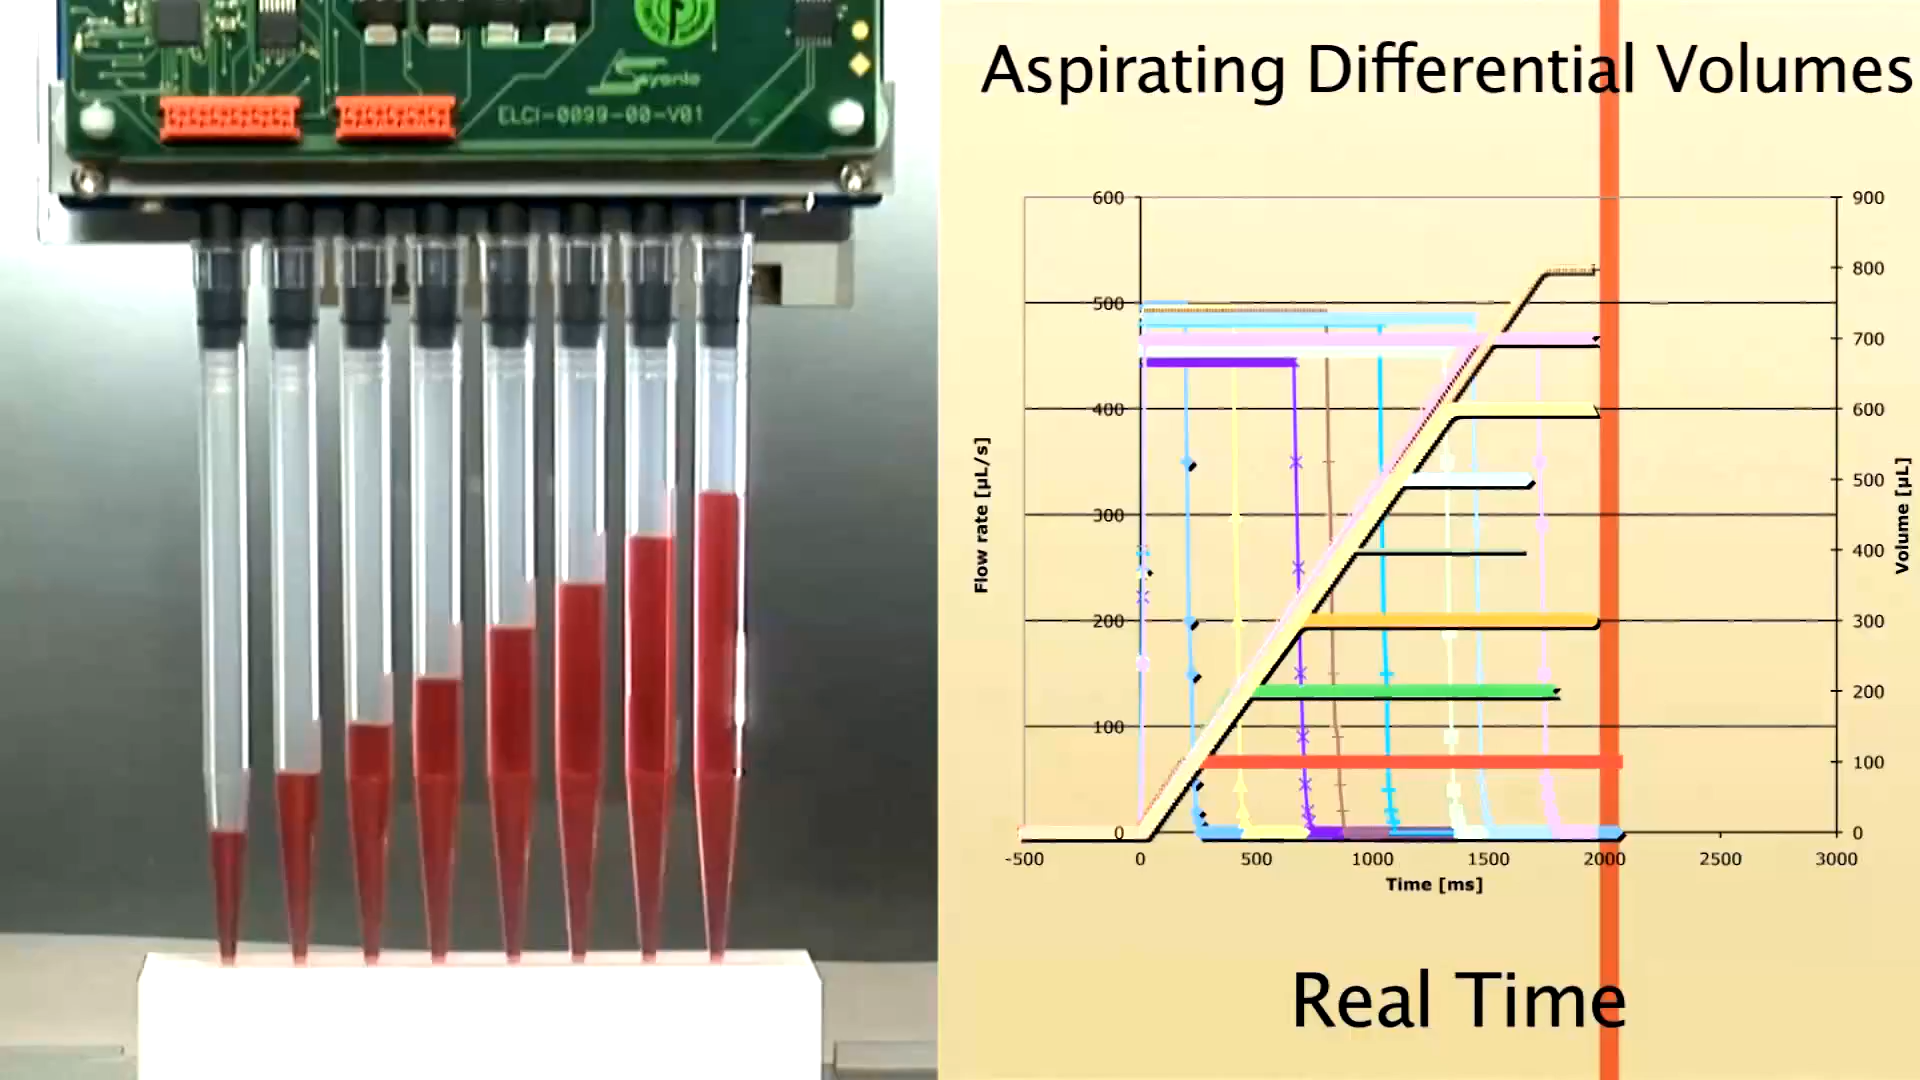 Seyonic
ELCI-0099-00-V01
Aspirating Differential Volumes
600
500
400
300
200
100
0
Flow rate [µL/s]
900
800
700
600
500
400
300
200
100
0
Volume [µL]
-500 0 500 1000 1500 2000 2500 3000
Time [ms]
Real Time